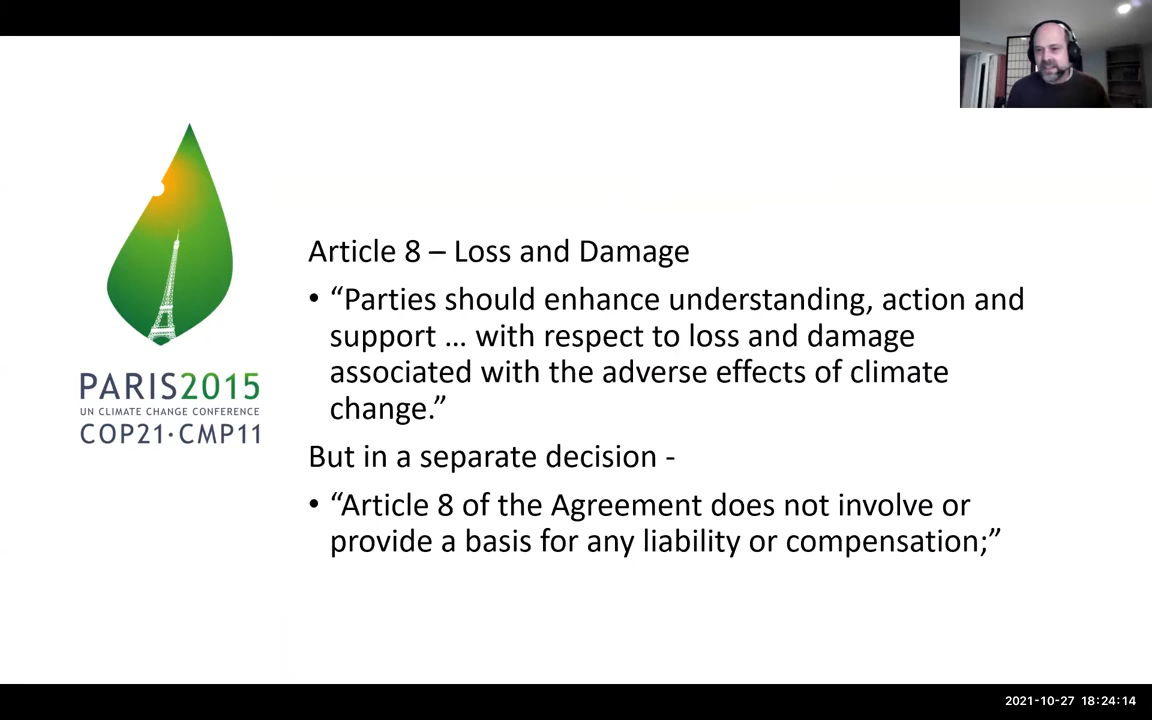 Article 8 – Loss and Damage
• “Parties should enhance understanding, action and
support ... with respect to loss and damage
associated with the adverse effects of climate
change.”
But in a separate decision -
• “Article 8 of the Agreement does not involve or
provide a basis for any liability or compensation;”
PARIS2015
UN CLIMATE CHANGE CONFERENCE
COP21·CMP11
2021-10-27 18:24:14